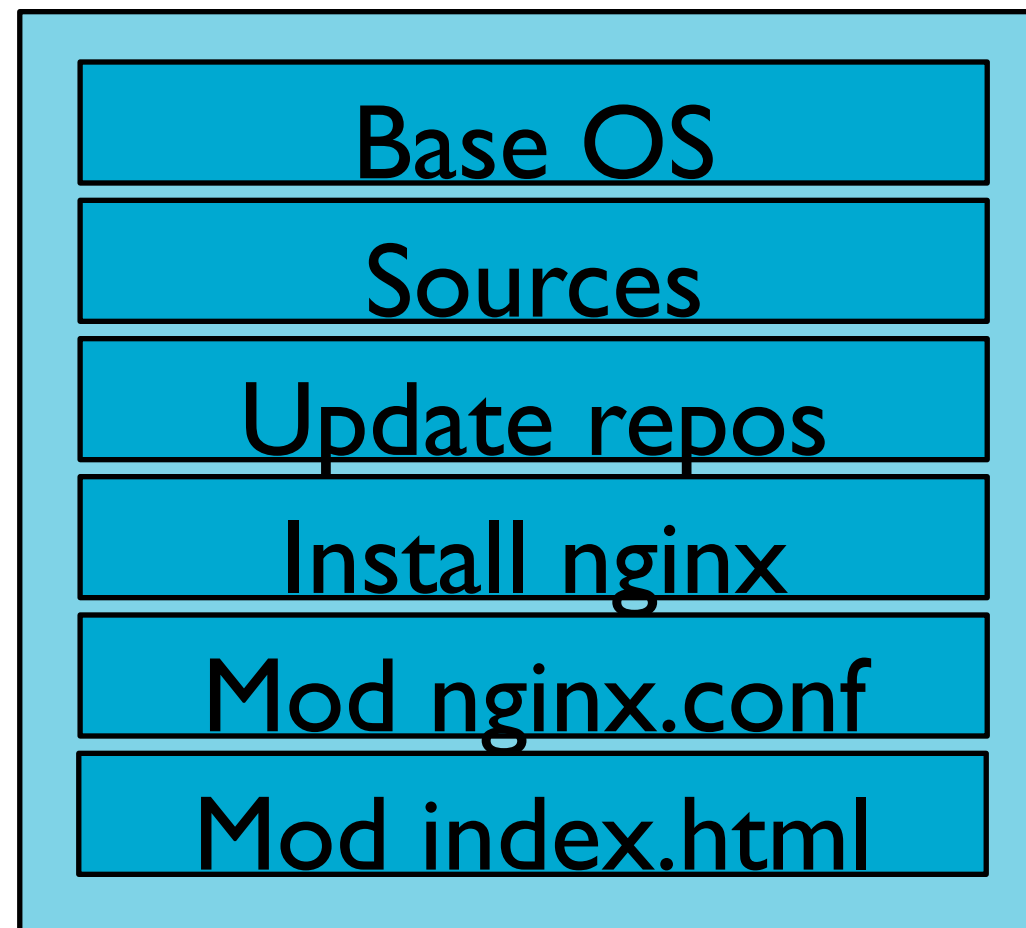 Base OS
Sources
Update repos
Install nginx
Mod nginx.conf
Mod index.html